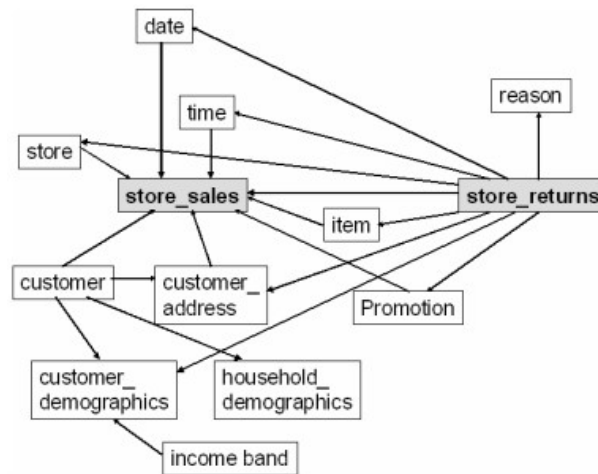 date
reason
time
store
store_sales
store_returns
item
customer
customer_
address
Promotion
customer_
demographics
household_
demographics
income band